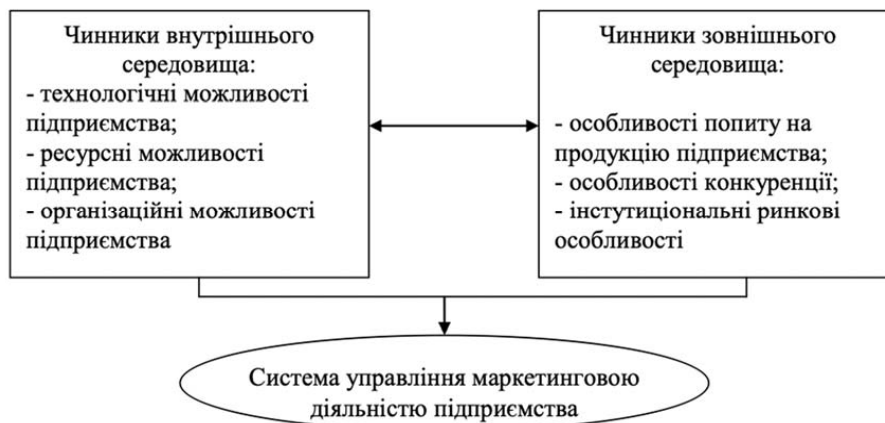 Чинники внутрішнього
середовища:
- технологічні можливості
підприємства;
- ресурсні можливості
підприємства;
- організаційні можливості
підприємства
Чинники зовнішнього
середовища:
- особливості попиту на
продукцію підприємства;
- особливості конкуренції;
- інстутиціональні ринкові
особливості
Система управління маркетинговою
діяльністю підприємства